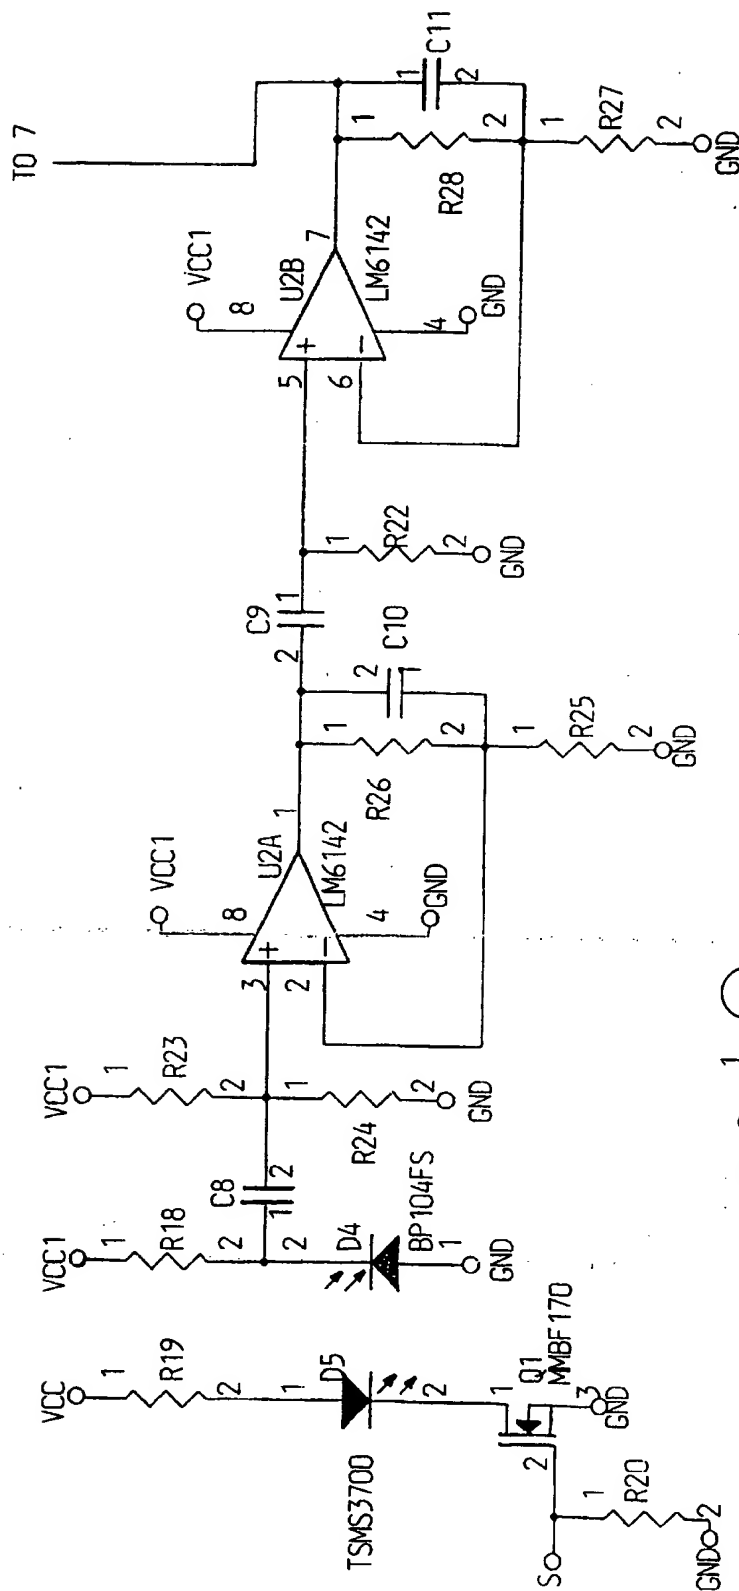 TO 7
VCC
1
R19
2
1
D5
TSMS3700
2
1
Q1
MMBF170
2
3
GND
S
1
R20
2
GND
VCC1
1
R18
2
2
D4
BP104FS
1
GND
C8
1
2
VCC1
1
R23
2
1
R24
2
GND
VCC1
8
U2A
3
+
2
−
1
LM6142
4
GND
1
R26
2
2
C10
1
1
R25
2
GND
C9
2
1
1
R22
2
GND
VCC1
8
U2B
5
+
6
−
7
LM6142
4
GND
1
R28
2
1
C11
2
1
R27
2
GND
1